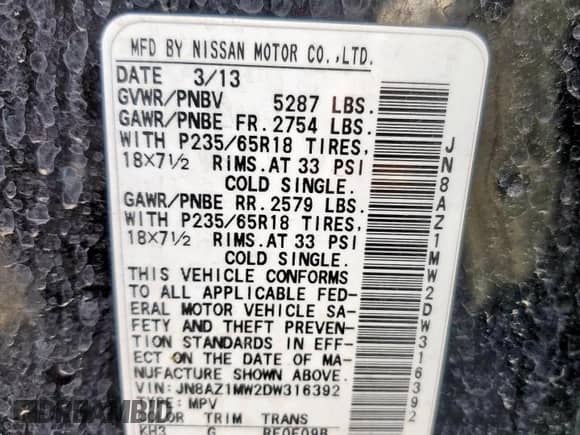 MFD BY NISSAN MOTOR CO.,LTD.
DATE 3/13
GVWR/PNBV 5287 LBS.
GAWR/PNBE FR. 2754 LBS.
WITH P235/65R18 TIRES,
18X7½ RIMS. AT 33 PSI
COLD SINGLE.
GAWR/PNBE RR. 2579 LBS.
WITH P235/65R18 TIRES,
18X7½ RIMS. AT 33 PSI
COLD SINGLE.
THIS VEHICLE CONFORMS
TO ALL APPLICABLE FED-
ERAL MOTOR VEHICLE SA-
FETY AND THEFT PREVEN-
TION STANDARDS IN EFF-
ECT ON THE DATE OF MA-
NUFACTURE SHOWN ABOVE.
VIN: JN8AZ1MW2DW316392
TYPE: MPV
COLOR TRIM TRANS
KH3 G RE0F09B
JN8AZ1MW2DW316392
DREAMBID